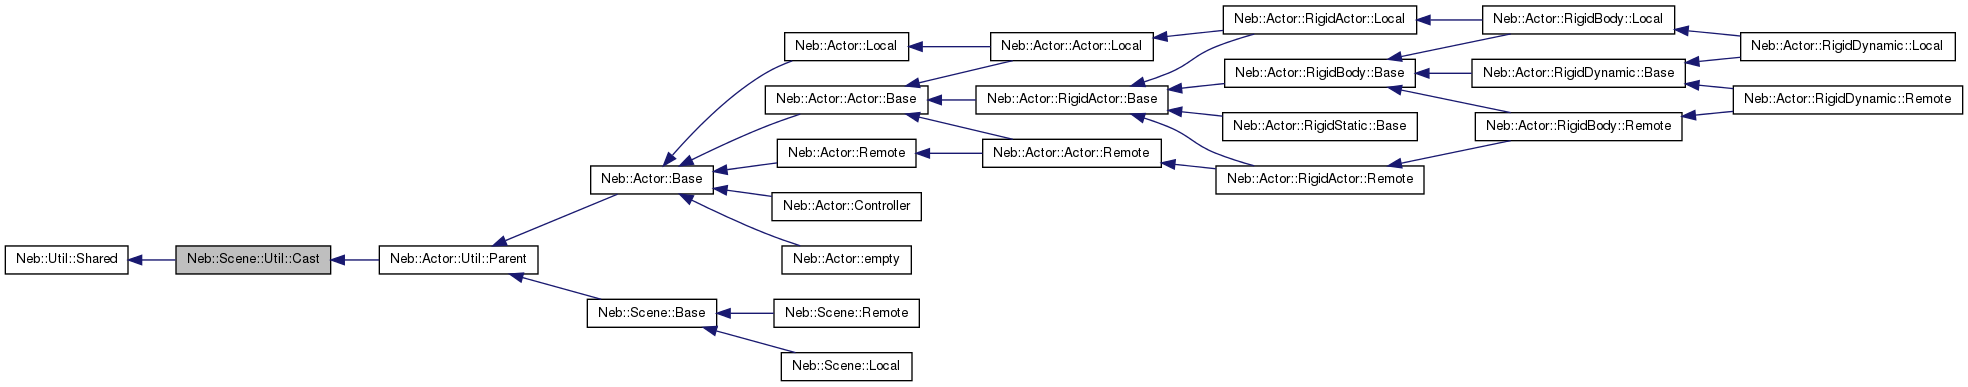 Neb::Util::Shared
Neb::Scene::Util::Cast
Neb::Actor::Util::Parent
Neb::Actor::Base
Neb::Scene::Base
Neb::Actor::Local
Neb::Actor::Actor::Base
Neb::Actor::Remote
Neb::Actor::Controller
Neb::Actor::empty
Neb::Scene::Remote
Neb::Scene::Local
Neb::Actor::Actor::Local
Neb::Actor::RigidActor::Base
Neb::Actor::Actor::Remote
Neb::Actor::RigidActor::Local
Neb::Actor::RigidBody::Base
Neb::Actor::RigidStatic::Base
Neb::Actor::RigidActor::Remote
Neb::Actor::RigidBody::Local
Neb::Actor::RigidDynamic::Base
Neb::Actor::RigidBody::Remote
Neb::Actor::RigidDynamic::Local
Neb::Actor::RigidDynamic::Remote